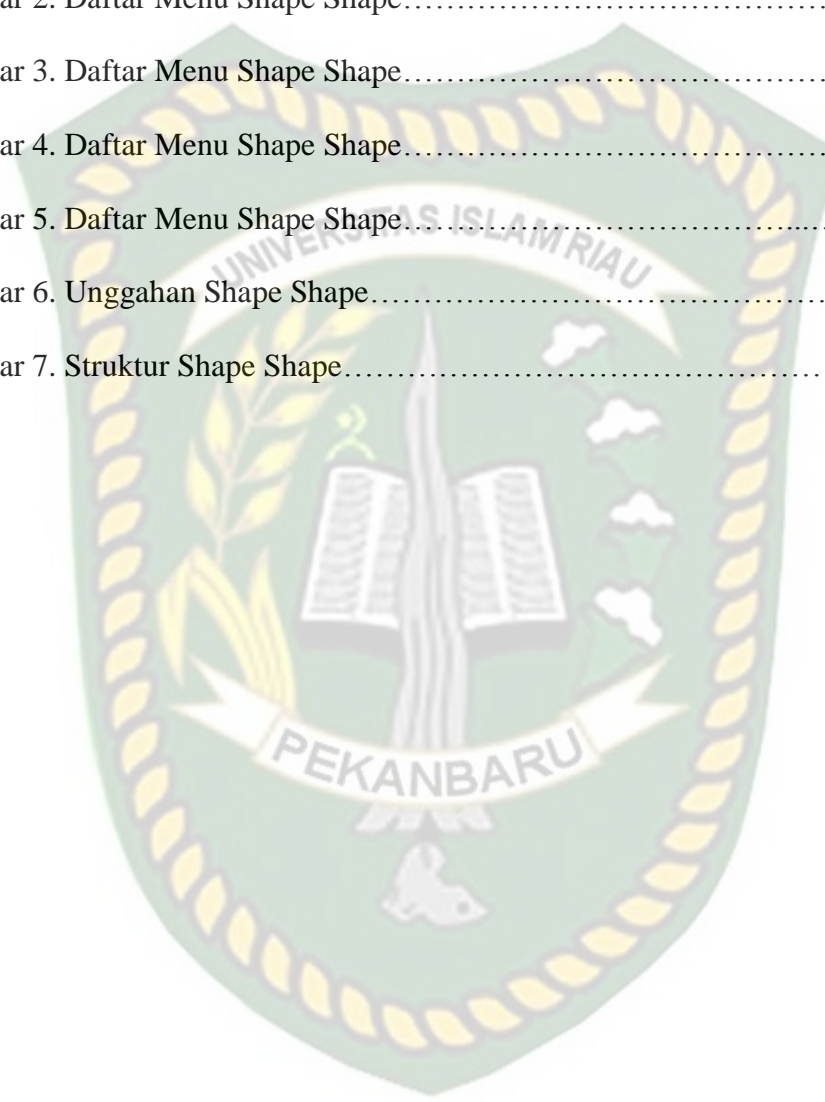 ar 2. Daftar Menu Shape Shape……………………………………
ar 3. Daftar Menu Shape Shape……………………………………
ar 4. Daftar Menu Shape Shape……………………………………
ar 5. Daftar Menu Shape Shape…………………………………...…
UNIVERSITAS ISLAM RIAU
ar 6. Unggahan Shape Shape………………………………………
ar 7. Struktur Shape Shape…………………………………………
PEKANBARU